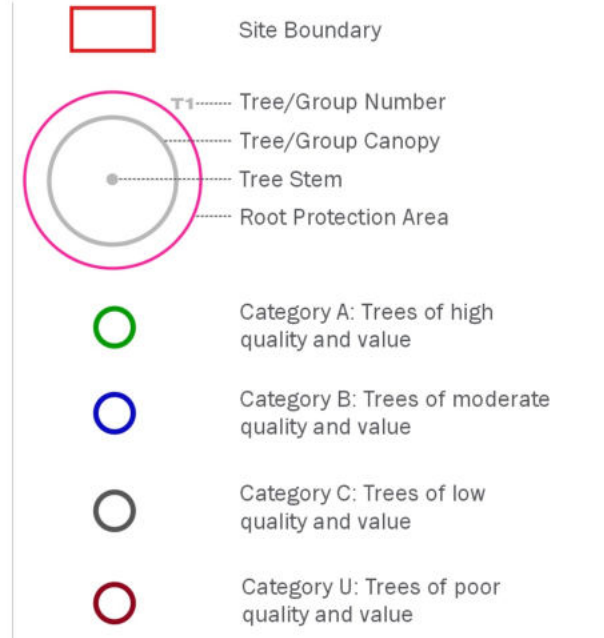 Site Boundary
T1
Tree/Group Number
Tree/Group Canopy
Tree Stem
Root Protection Area
Category A: Trees of high
quality and value
Category B: Trees of moderate
quality and value
Category C: Trees of low
quality and value
Category U: Trees of poor
quality and value